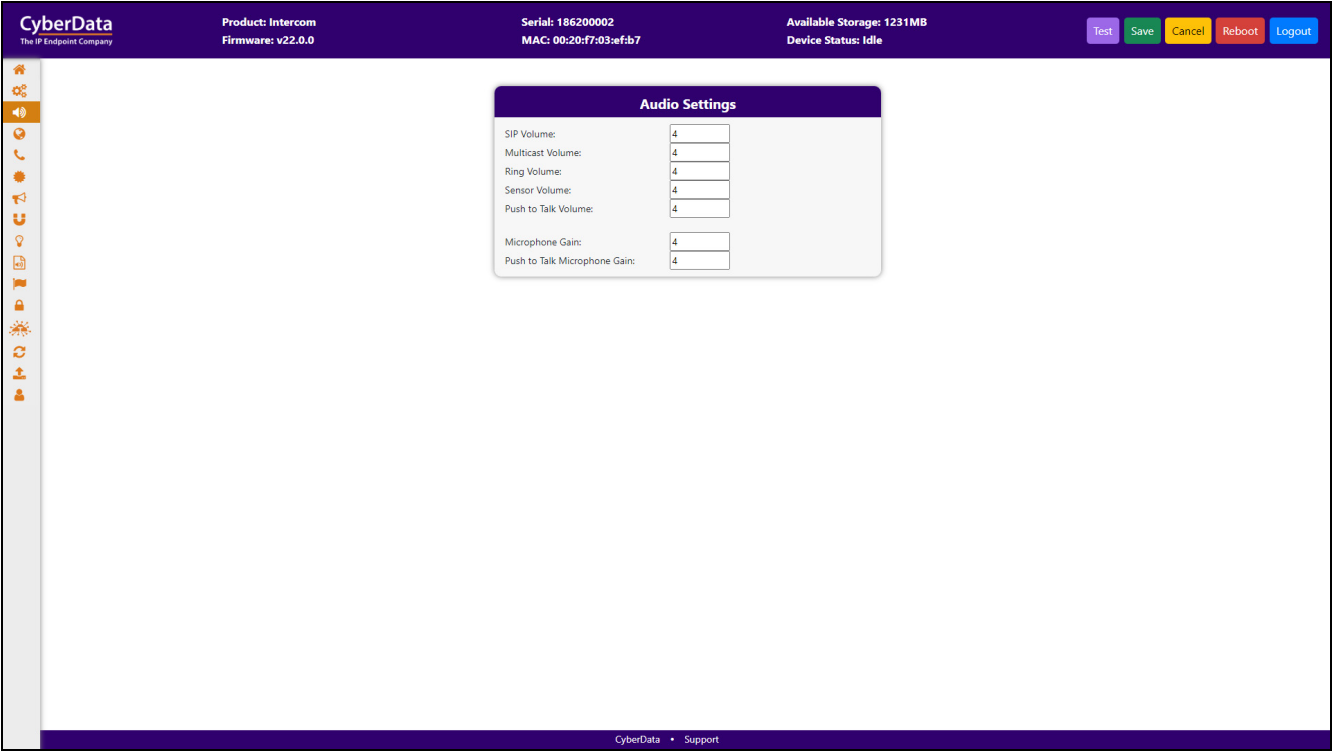 CyberData
The IP Endpoint Company
Product: Intercom
Firmware: v22.0.0
Serial: 186200002
MAC: 00:20:f7:03:ef:b7
Available Storage: 1231MB
Device Status: Idle
Test Save Cancel Reboot Logout
Audio Settings
SIP Volume: 4
Multicast Volume: 4
Ring Volume: 4
Sensor Volume: 4
Push to Talk Volume: 4
Microphone Gain: 4
Push to Talk Microphone Gain: 4
CyberData • Support